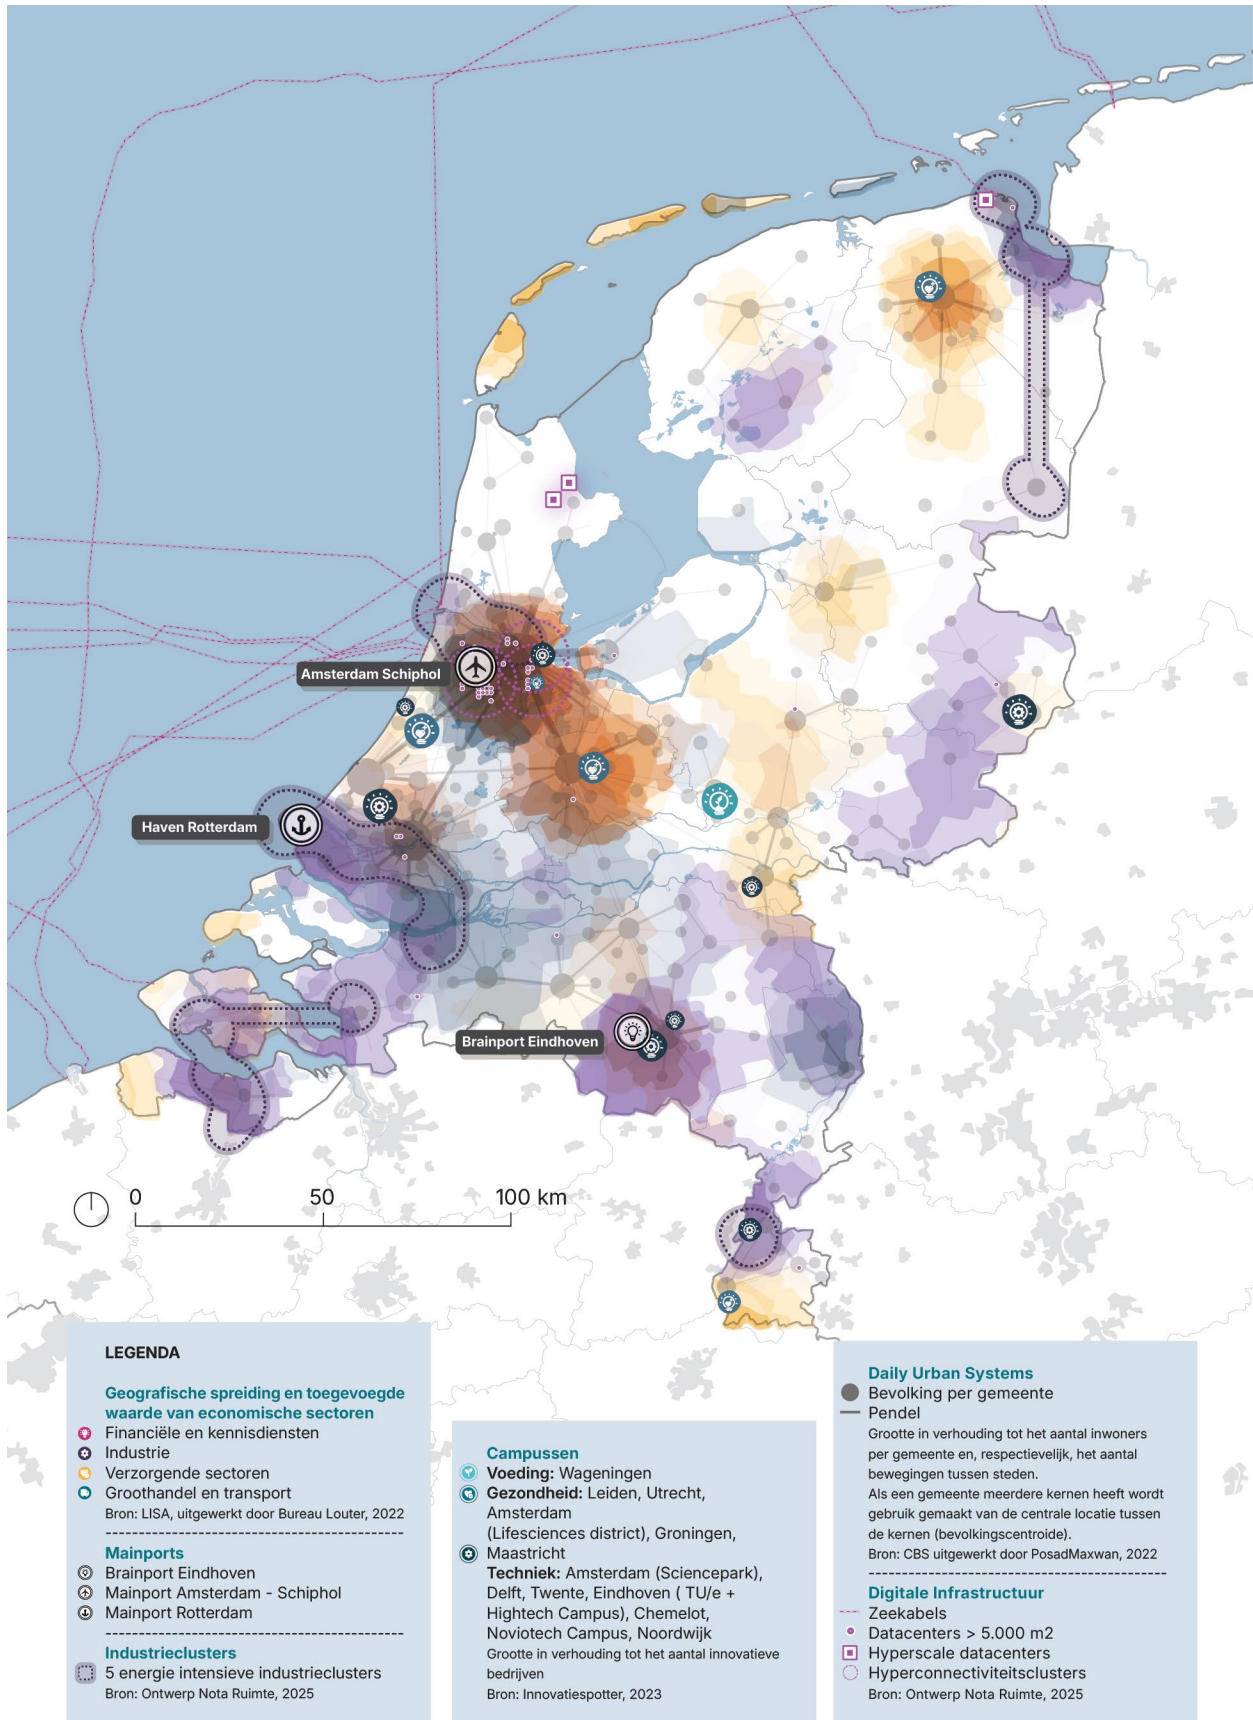 Amsterdam Schiphol
Haven Rotterdam
Brainport Eindhoven
0 50 100 km
LEGENDA
Geografische spreiding en toegevoegde
waarde van economische sectoren
Financiële en kennisdiensten
Industrie
Verzorgende sectoren
Groothandel en transport
Bron: LISA, uitgewerkt door Bureau Louter, 2022
Mainports
Brainport Eindhoven
Mainport Amsterdam - Schiphol
Mainport Rotterdam
Industrieclusters
5 energie intensieve industrieclusters
Bron: Ontwerp Nota Ruimte, 2025
Campussen
Voeding: Wageningen
Gezondheid: Leiden, Utrecht,
Amsterdam
(Lifesciences district), Groningen,
Maastricht
Techniek: Amsterdam (Sciencepark),
Delft, Twente, Eindhoven ( TU/e +
Hightech Campus), Chemelot,
Noviotech Campus, Noordwijk
Grootte in verhouding tot het aantal innovatieve
bedrijven
Bron: Innovatiespotter, 2023
Daily Urban Systems
Bevolking per gemeente
Pendel
Grootte in verhouding tot het aantal inwoners
per gemeente en, respectievelijk, het aantal
bewegingen tussen steden.
Als een gemeente meerdere kernen heeft wordt
gebruik gemaakt van de centrale locatie tussen
de kernen (bevolkingscentroide).
Bron: CBS uitgewerkt door PosadMaxwan, 2022
Digitale Infrastructuur
Zeekabels
Datacenters > 5.000 m2
Hyperscale datacenters
Hyperconnectiviteitsclusters
Bron: Ontwerp Nota Ruimte, 2025